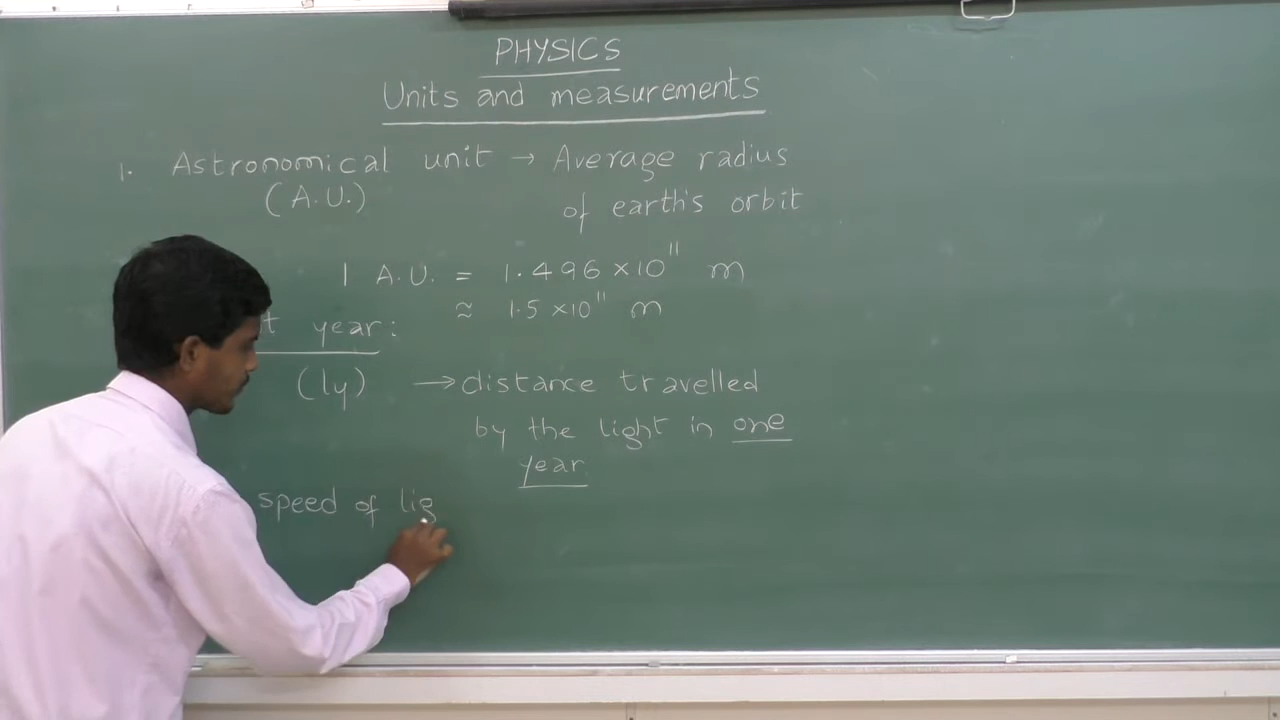 PHYSICS
Units and measurements
1. Astronomical unit → Average radius
(A.U.) of earth's orbit
1 A.U. = 1.496 ×10¹¹ m
≈ 1.5 ×10¹¹ m
year:
(ly) → distance travelled
by the light in one
year
speed of lig